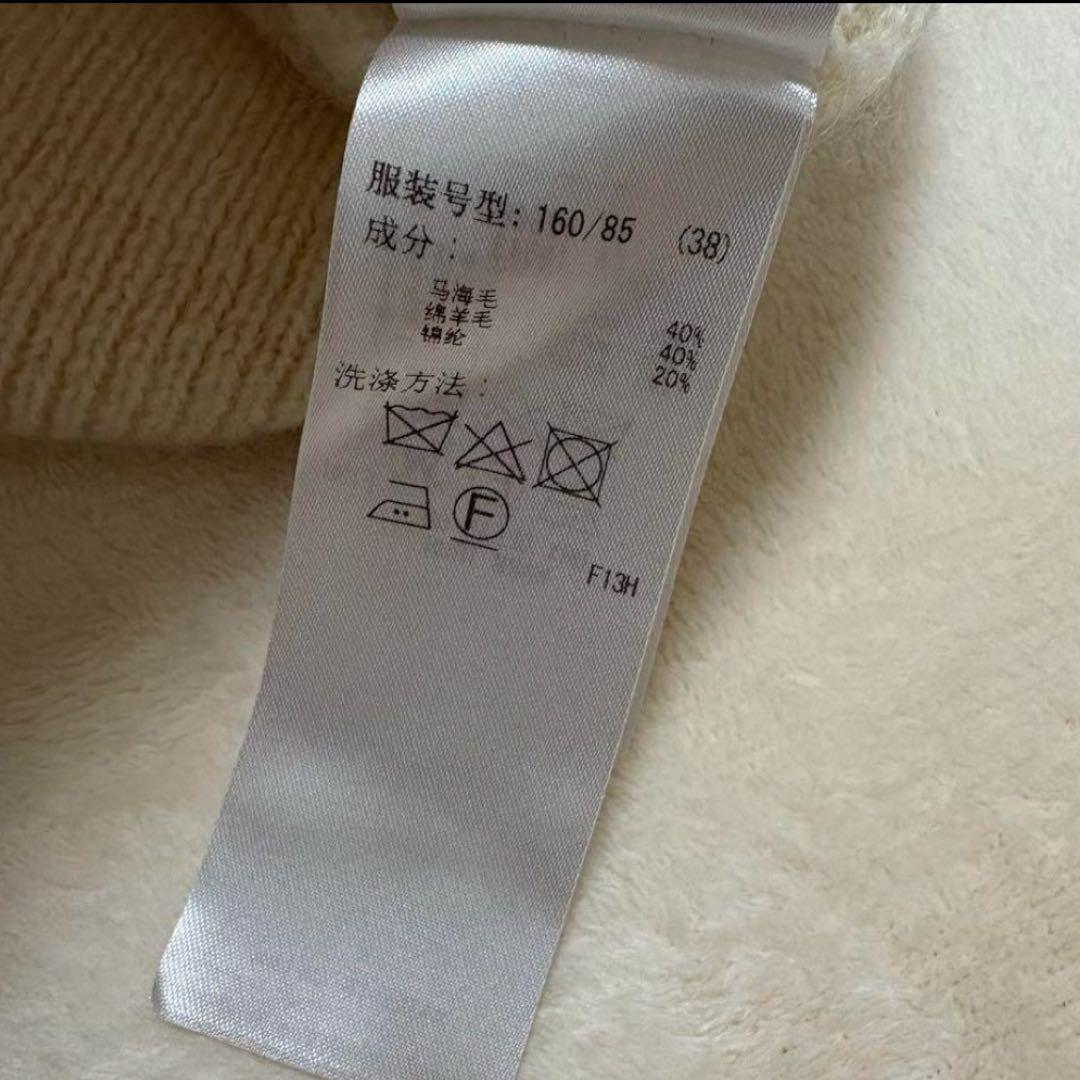 服装号型: 160/85 (38)
成分:
马海毛 40%
绵羊毛 40%
锦纶 20%
洗涤方法:
F
F13H